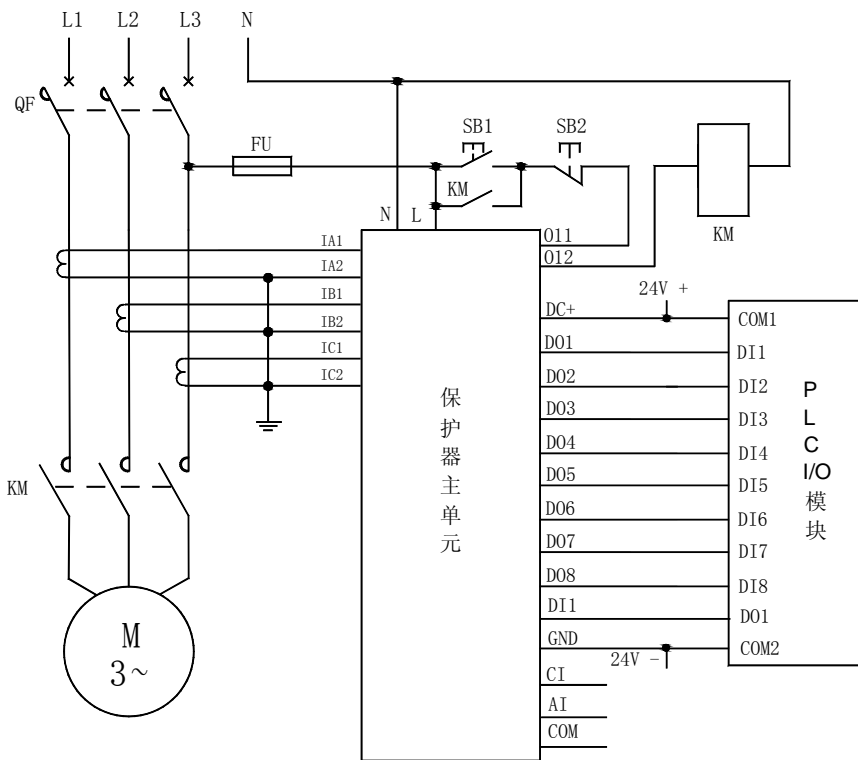 L1 L2 L3 N
QF
FU
SB1 SB2
KM
KM
N L
IA1
IA2
IB1
IB2
IC1
IC2
KM
M
3~
保护器主单元
O11
O12
DC+
DO1
DO2
DO3
DO4
DO5
DO6
DO7
DO8
DI1
GND
CI
AI
COM
24V +
24V -
COM1
DI1
DI2
DI3
DI4
DI5
DI6
DI7
DI8
DO1
COM2
P
L
C
I/O
模
块